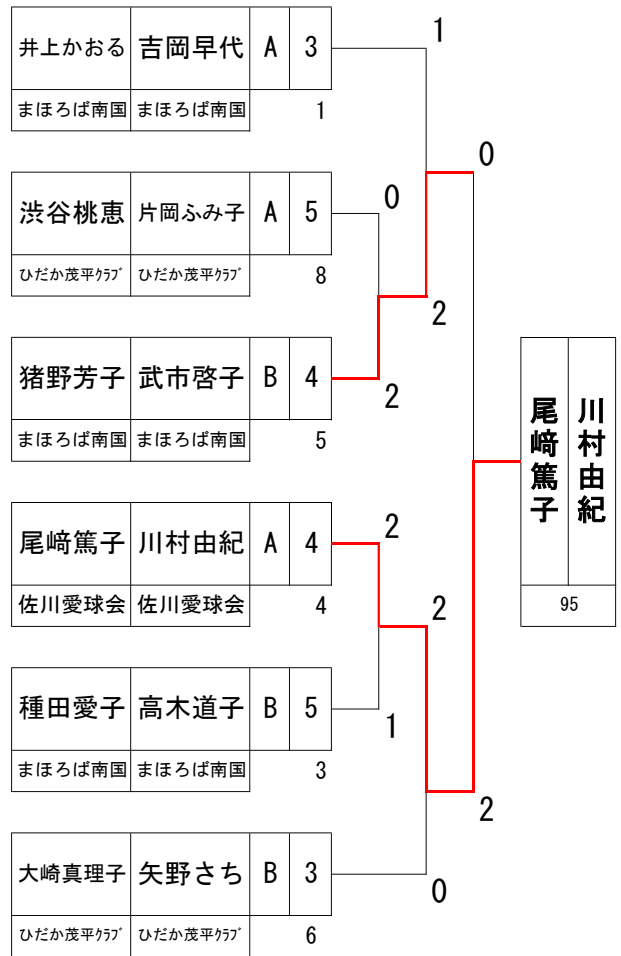 井上かおる 吉岡早代 A 3
まほろば南国 まほろば南国 1
1
0
渋谷桃恵 片岡ふみ子 A 5
ひだか茂平ｸﾗﾌﾞ ひだか茂平ｸﾗﾌﾞ 8
0
2
猪野芳子 武市啓子 B 4
まほろば南国 まほろば南国 5
2
尾﨑篤子 川村由紀 A 4
佐川愛球会 佐川愛球会 4
2
2
種田愛子 高木道子 B 5
まほろば南国 まほろば南国 3
1
2
大崎真理子 矢野さち B 3
ひだか茂平ｸﾗﾌﾞ ひだか茂平ｸﾗﾌﾞ 6
0
川村由紀
尾﨑篤子
95